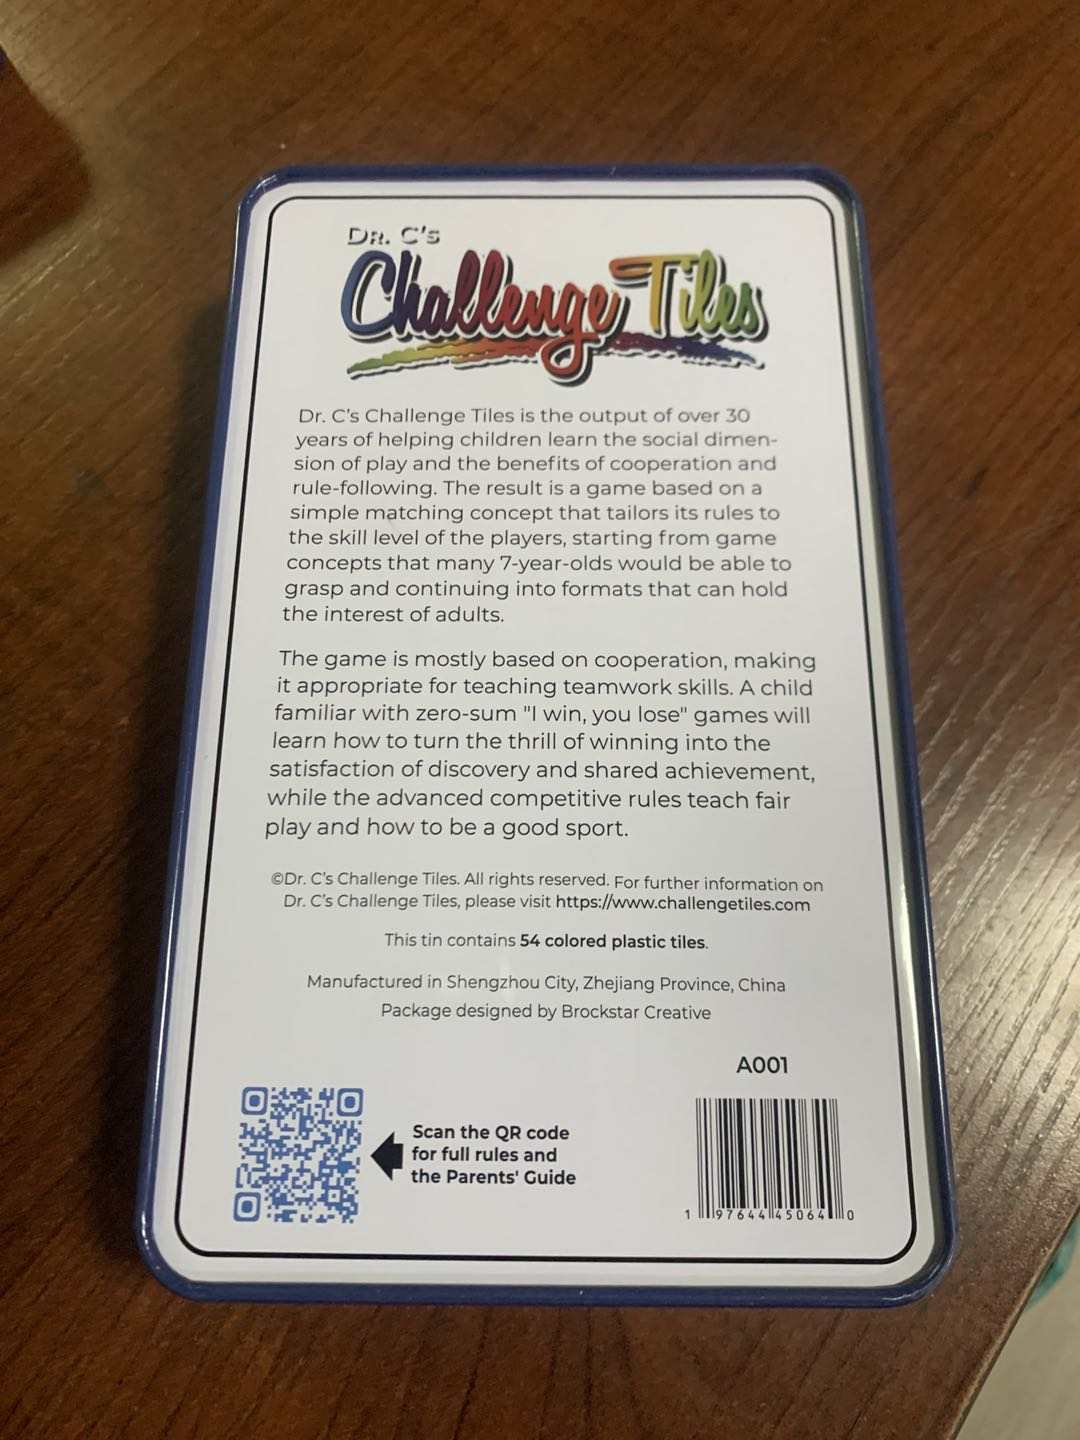 DR. C's
Challenge Tiles
Dr. C's Challenge Tiles is the output of over 30
years of helping children learn the social dimen-
sion of play and the benefits of cooperation and
rule-following. The result is a game based on a
simple matching concept that tailors its rules to
the skill level of the players, starting from game
concepts that many 7-year-olds would be able to
grasp and continuing into formats that can hold
the interest of adults.
The game is mostly based on cooperation, making
it appropriate for teaching teamwork skills. A child
familiar with zero-sum "I win, you lose" games will
learn how to turn the thrill of winning into the
satisfaction of discovery and shared achievement,
while the advanced competitive rules teach fair
play and how to be a good sport.
©Dr. C's Challenge Tiles. All rights reserved. For further information on
Dr. C's Challenge Tiles, please visit https://www.challengetiles.com
This tin contains 54 colored plastic tiles.
Manufactured in Shengzhou City, Zhejiang Province, China
Package designed by Brockstar Creative
A001
Scan the QR code
for full rules and
the Parents' Guide
1 97644 45064 0